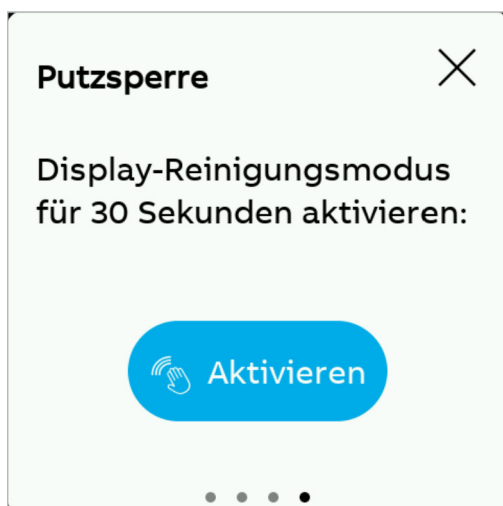 Putzsperre
Display-Reinigungsmodus
für 30 Sekunden aktivieren:
Aktivieren